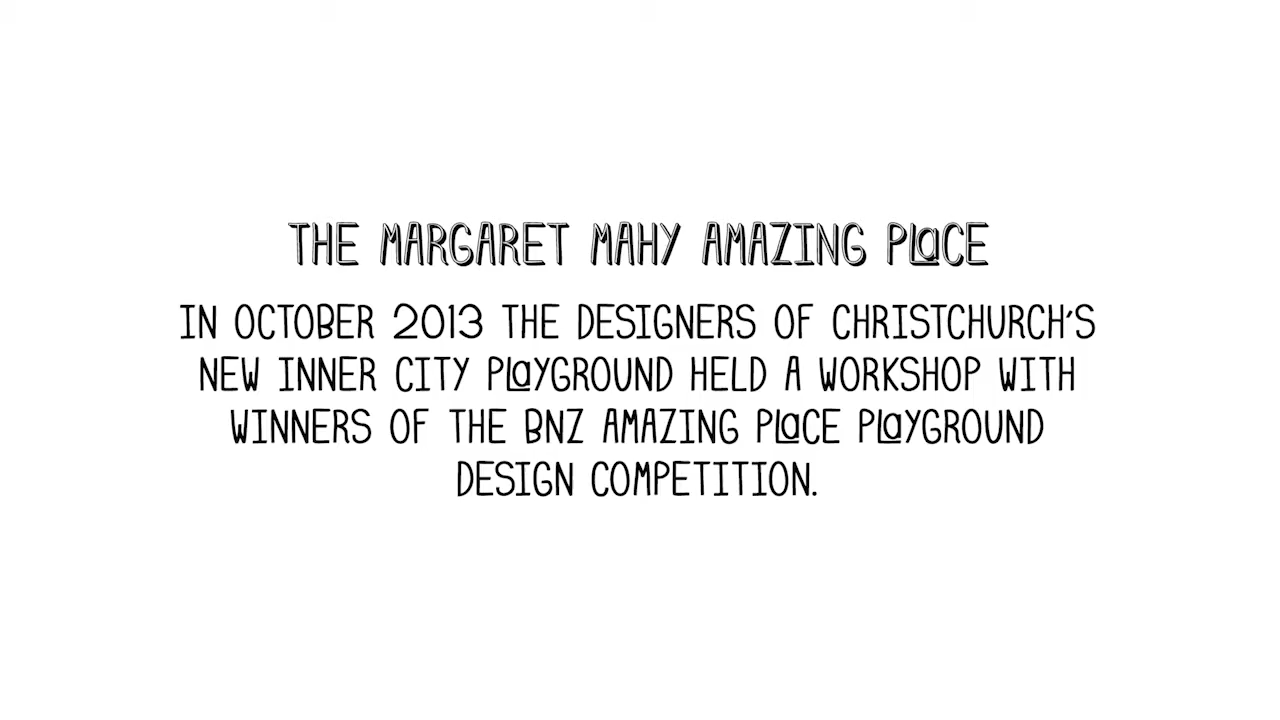 THE MARGARET MAHY AMAZING PLaCE
IN OCTOBER 2013 THE DESIGNERS OF CHRISTCHURCH'S
NEW INNER CITY PLaYGROUND HELD A WORKSHOP WITH
WINNERS OF THE BNZ AMAZING PLaCE PLaYGROUND
DESIGN COMPETITION.